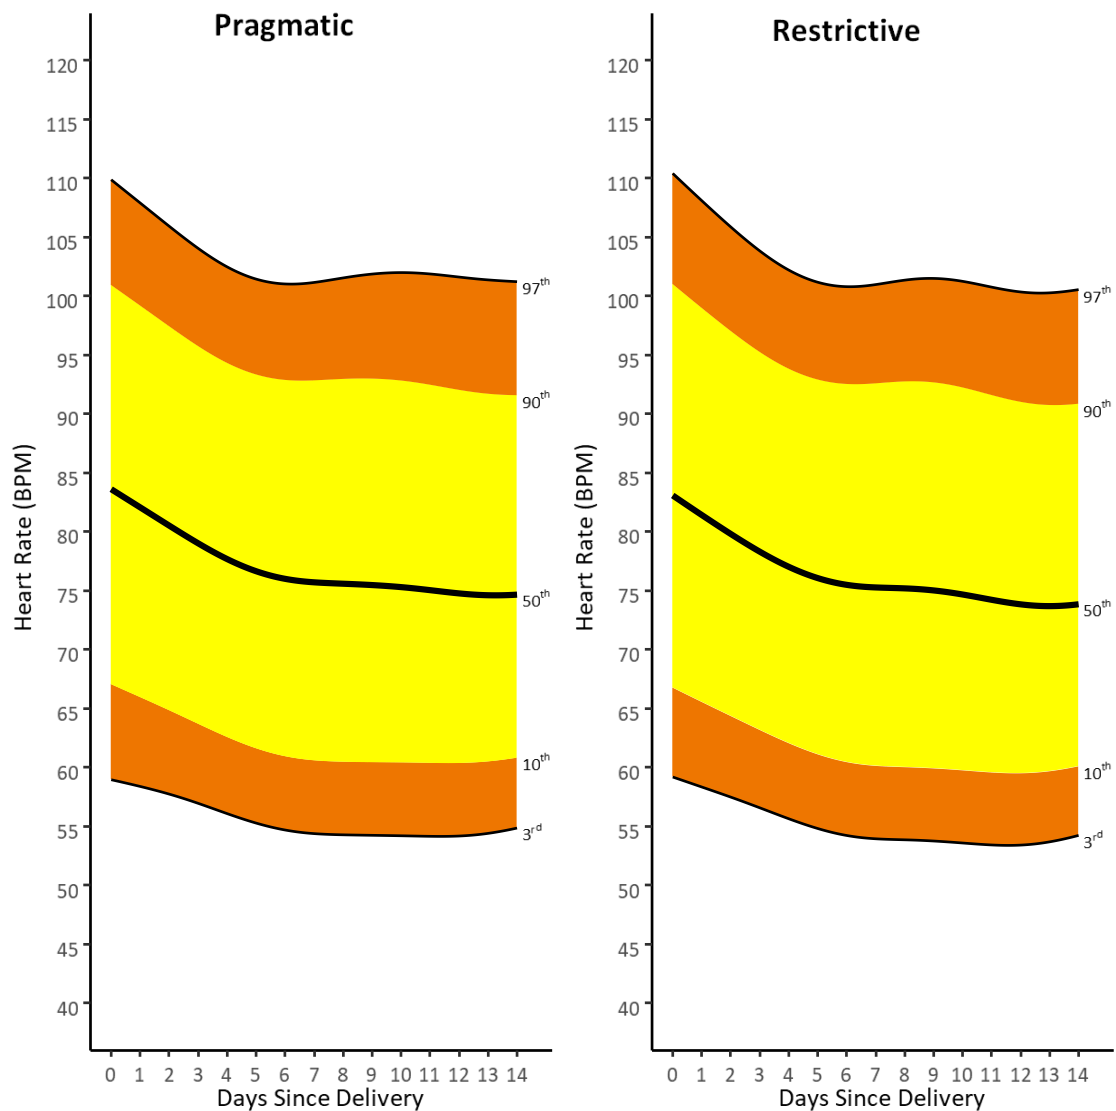 Pragmatic
120
115
110
105
100
95
90
85
80
75
70
65
60
55
50
45
40
Heart Rate (BPM)
97th
90th
50th
10th
3rd
0 1 2 3 4 5 6 7 8 9 10 11 12 13 14
Days Since Delivery
Restrictive
120
115
110
105
100
95
90
85
80
75
70
65
60
55
50
45
40
Heart Rate (BPM)
97th
90th
50th
10th
3rd
0 1 2 3 4 5 6 7 8 9 10 11 12 13 14
Days Since Delivery